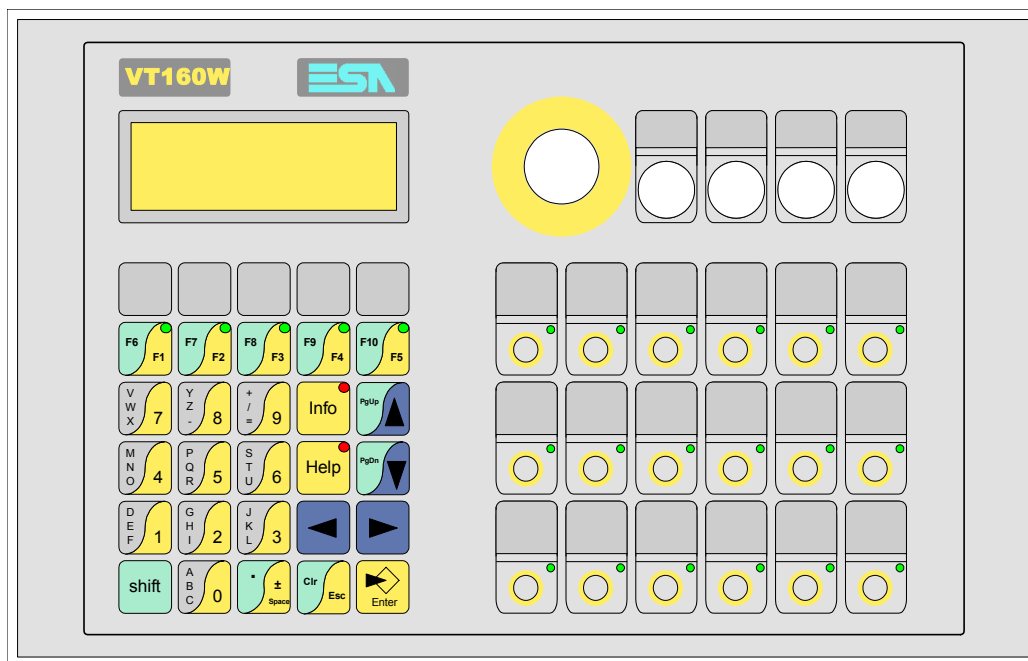 VT160W
ESA
F6 F1
F7 F2
F8 F3
F9 F4
F10 F5
V W X 7
Y Z - 8
+ / = 9
Info
PgUp
M N O 4
P Q R 5
S T U 6
Help
PgDn
D E F 1
G H I 2
J K L 3
shift
A B C 0
. ± Space
Clr Esc
Enter